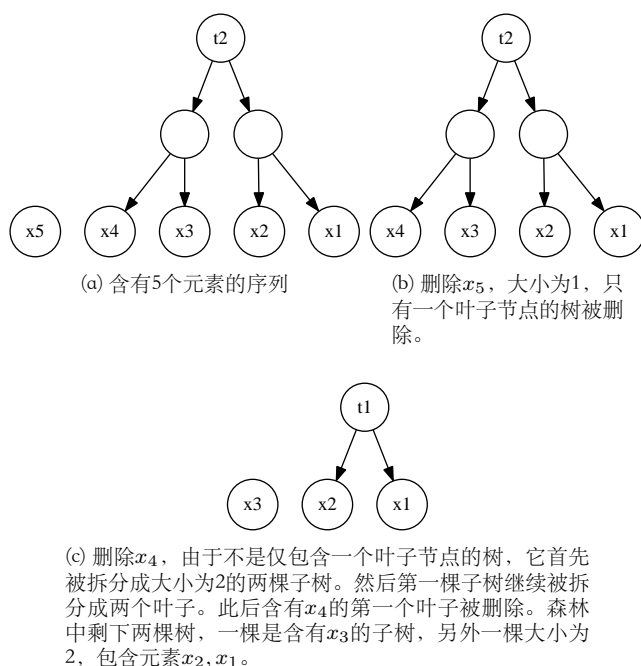 t2
t2
x5
x4
x3
x2
x1
x4
x3
x2
x1
(a) 含有5个元素的序列
(b) 删除x5，大小为1，只
有一个叶子节点的树被删
除。
t1
x3
x2
x1
(c) 删除x4，由于不是仅包含一个叶子节点的树，它首先
被拆分成大小为2的两棵子树。然后第一棵子树继续被拆
分成两个叶子。此后含有x4的第一个叶子被删除。森林
中剩下两棵树，一棵是含有x3的子树，另外一棵大小为
2，包含元素x2, x1。